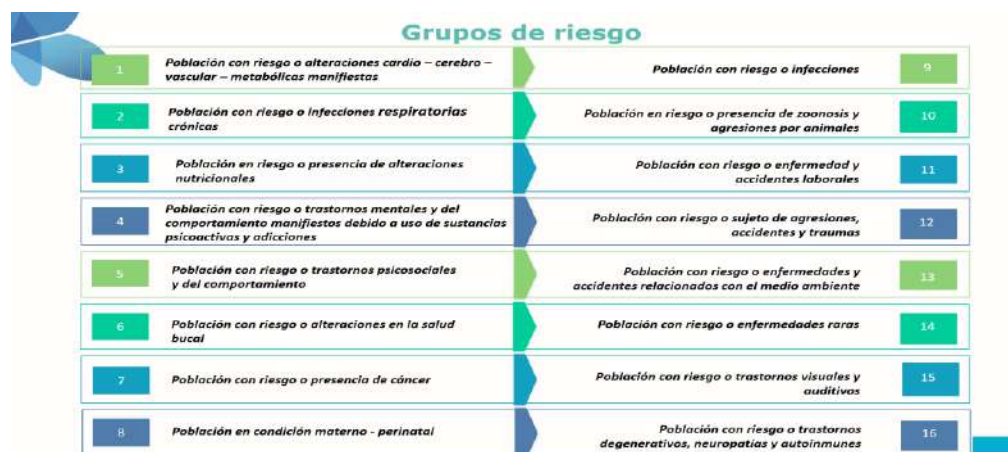 Grupos de riesgo
1
Población con riesgo o alteraciones cardio – cerebro –
vascular – metabólicas manifiestas
2
Población con riesgo o infecciones respiratorias
crónicas
3
Población en riesgo o presencia de alteraciones
nutricionales
4
Población con riesgo o trastornos mentales y del
comportamiento manifiestos debido a uso de sustancias
psicoactivas y adicciones
5
Población con riesgo o trastornos psicosociales
y del comportamiento
6
Población con riesgo o alteraciones en la salud
bucal
7
Población con riesgo o presencia de cáncer
8
Población en condición materno - perinatal
Población con riesgo o infecciones
9
Población en riesgo o presencia de zoonosis y
agresiones por animales
10
Población con riesgo o enfermedad y
accidentes laborales
11
Población con riesgo o sujeto de agresiones,
accidentes y traumas
12
Población con riesgo o enfermedades y
accidentes relacionados con el medio ambiente
13
Población con riesgo o enfermedades raras
14
Población con riesgo o trastornos visuales y
auditivos
15
Población con riesgo o trastornos
degenerativos, neuropatías y autoinmunes
16